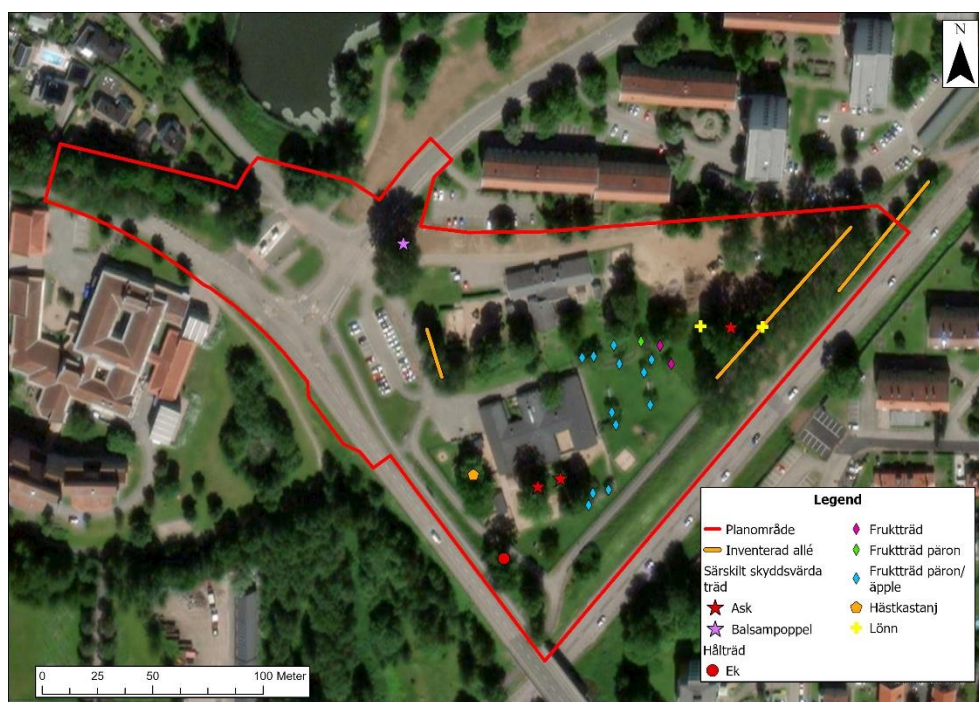 N
Legend
Planområde
Inventerad allé
Särskilt skyddsvärda
träd
Ask
Balsampoppel
Hålträd
Ek
Fruktträd
Fruktträd päron
Fruktträd päron/
äpple
Hästkastanj
Lönn
0 25 50 100 Meter